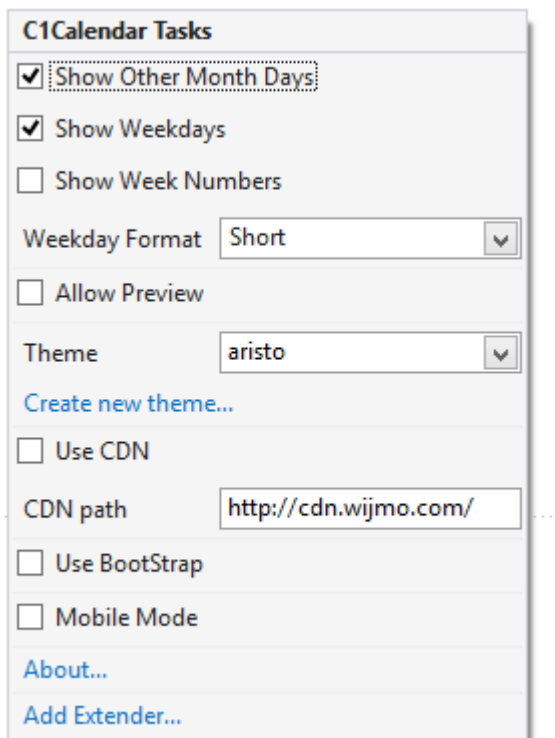 C1Calendar Tasks
Show Other Month Days
Show Weekdays
Show Week Numbers
Weekday Format Short
Allow Preview
Theme aristo
Create new theme...
Use CDN
CDN path http://cdn.wijmo.com/
Use BootStrap
Mobile Mode
About...
Add Extender...